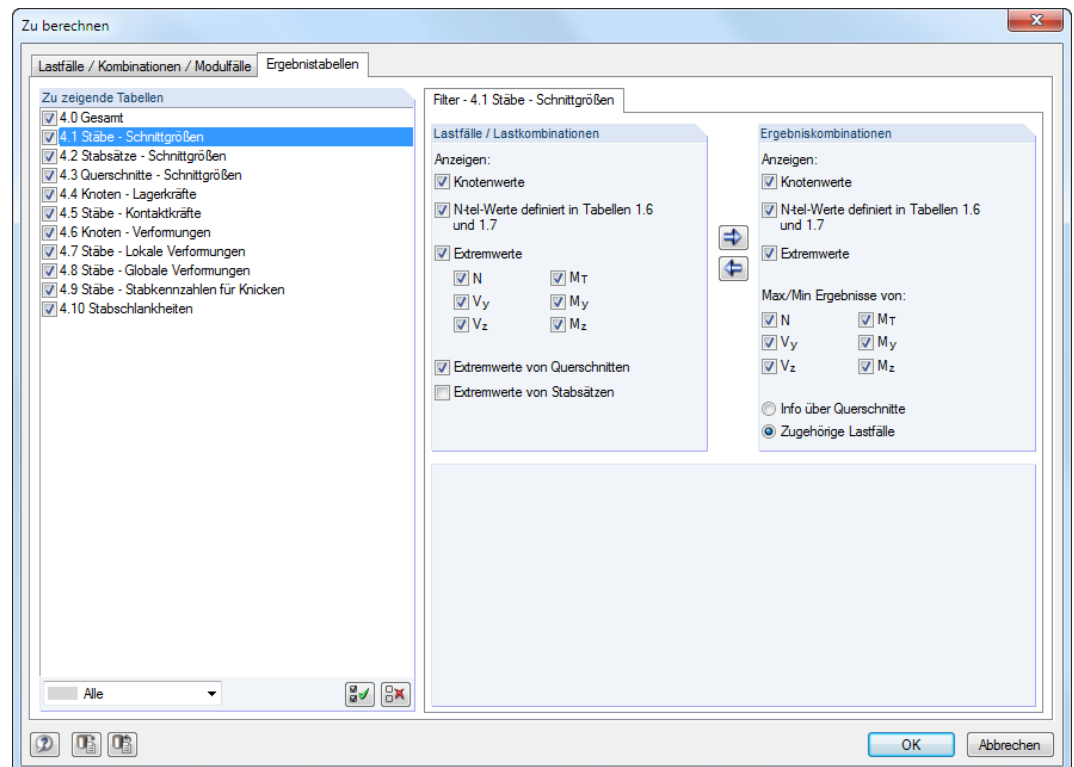 Zu berechnen
Lastfälle / Kombinationen / Modulfälle
Ergebnistabellen
Zu zeigende Tabellen
4.0 Gesamt
4.1 Stäbe - Schnittgrößen
4.2 Stabsätze - Schnittgrößen
4.3 Querschnitte - Schnittgrößen
4.4 Knoten - Lagerkräfte
4.5 Stäbe - Kontaktkräfte
4.6 Knoten - Verformungen
4.7 Stäbe - Lokale Verformungen
4.8 Stäbe - Globale Verformungen
4.9 Stäbe - Stabkennzahlen für Knicken
4.10 Stabschlankheiten
Alle
Filter - 4.1 Stäbe - Schnittgrößen
Lastfälle / Lastkombinationen
Anzeigen:
Knotenwerte
N-tel-Werte definiert in Tabellen 1.6
und 1.7
Extremwerte
N
MT
Vy
My
Vz
Mz
Extremwerte von Querschnitten
Extremwerte von Stabsätzen
Ergebniskombinationen
Anzeigen:
Knotenwerte
N-tel-Werte definiert in Tabellen 1.6
und 1.7
Extremwerte
Max/Min Ergebnisse von:
N
MT
Vy
My
Vz
Mz
Info über Querschnitte
Zugehörige Lastfälle
OK
Abbrechen